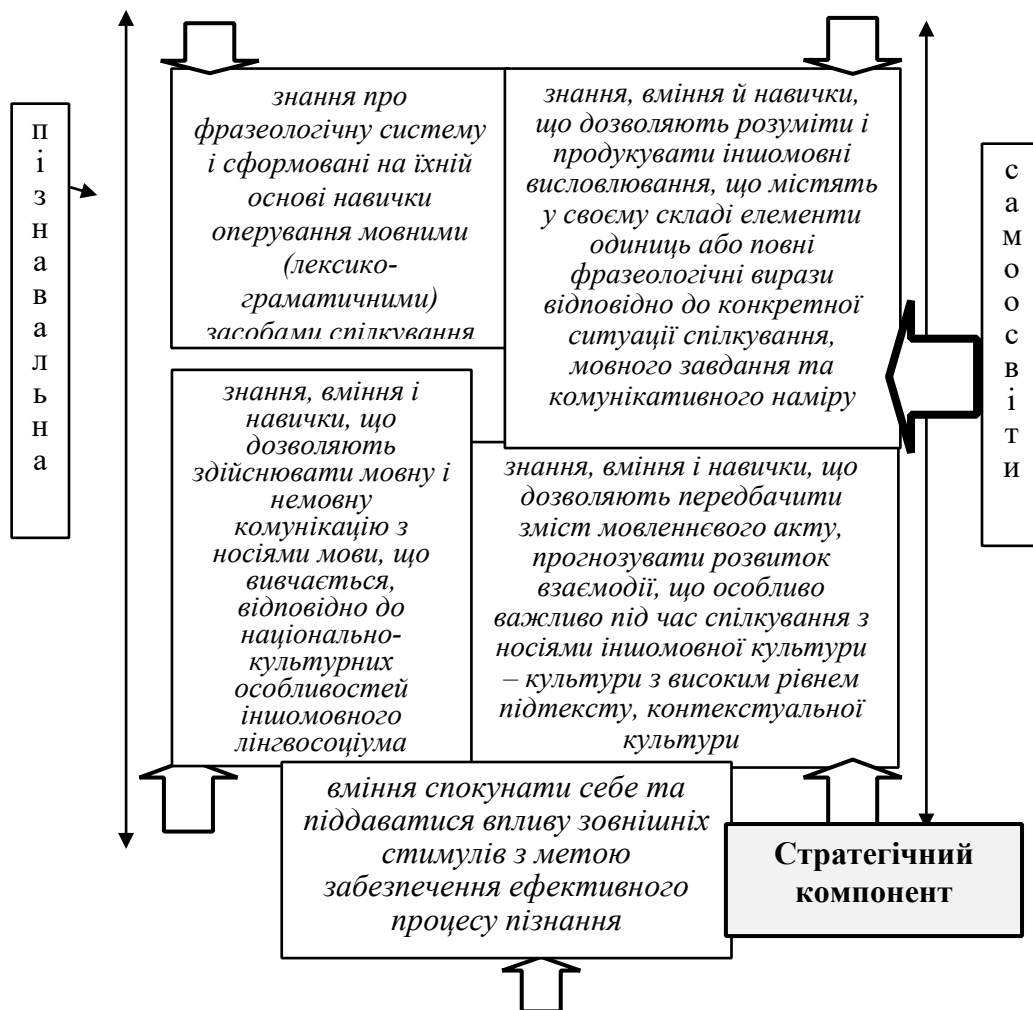 пізнавальна
знання про
фразеологічну систему
і сформовані на їхній
основі навички
оперування мовними
(лексико-
граматичними)
засобами спілкування
знання, вміння й навички,
що дозволяють розуміти і
продукувати іншомовні
висловлювання, що містять
у своєму складі елементи
одиниць або повні
фразеологічні вирази
відповідно до конкретної
ситуації спілкування,
мовного завдання та
комунікативного наміру
самоосвіти
знання, вміння і
навички, що
дозволяють
здійснювати мовну і
немовну
комунікацію з
носіями мови, що
вивчається,
відповідно до
національно-
культурних
особливостей
іншомовного
лінгвосоціума
знання, вміння і навички, що
дозволяють передбачити
зміст мовленнєвого акту,
прогнозувати розвиток
взаємодії, що особливо
важливо під час спілкування з
носіями іншомовної культури
– культури з високим рівнем
підтексту, контекстуальної
культури
вміння спокунати себе та
піддаватися впливу зовнішніх
стимулів з метою
забезпечення ефективного
процесу пізнання
Стратегічний
компонент